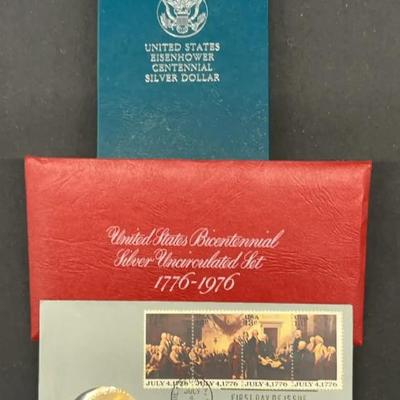 UNITED STATES
EISENHOWER
CENTENNIAL
SILVER DOLLAR
United States Bicentennial
Silver Uncirculated Set
1776-1976
JULY 4,1776 JULY 4,1776 JULY 4,1776 JULY 4,1776
JULY
FIRST DAY OF ISSUE